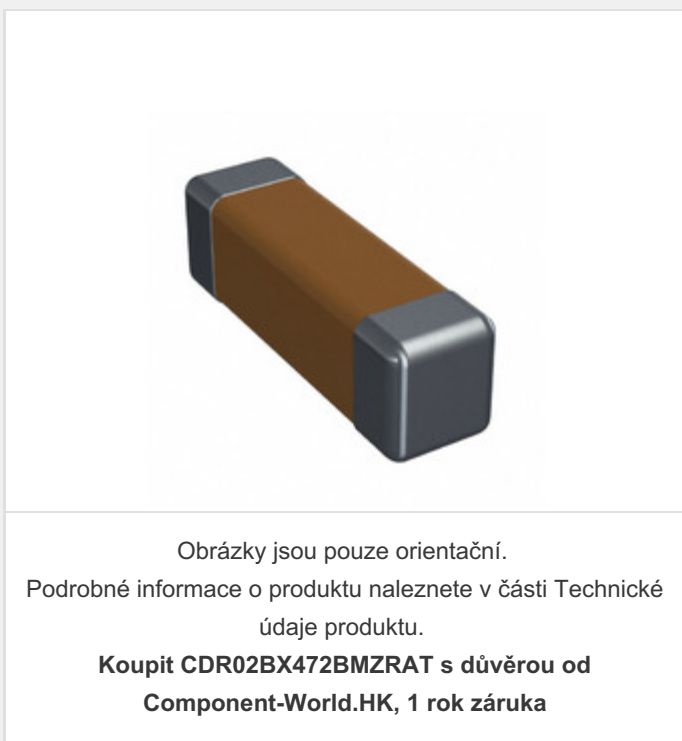 Obrázky jsou pouze orientační.
Podrobné informace o produktu naleznete v části Technické
údaje produktu.
Koupit CDR02BX472BMZRAT s důvěrou od
Component-World.HK, 1 rok záruka